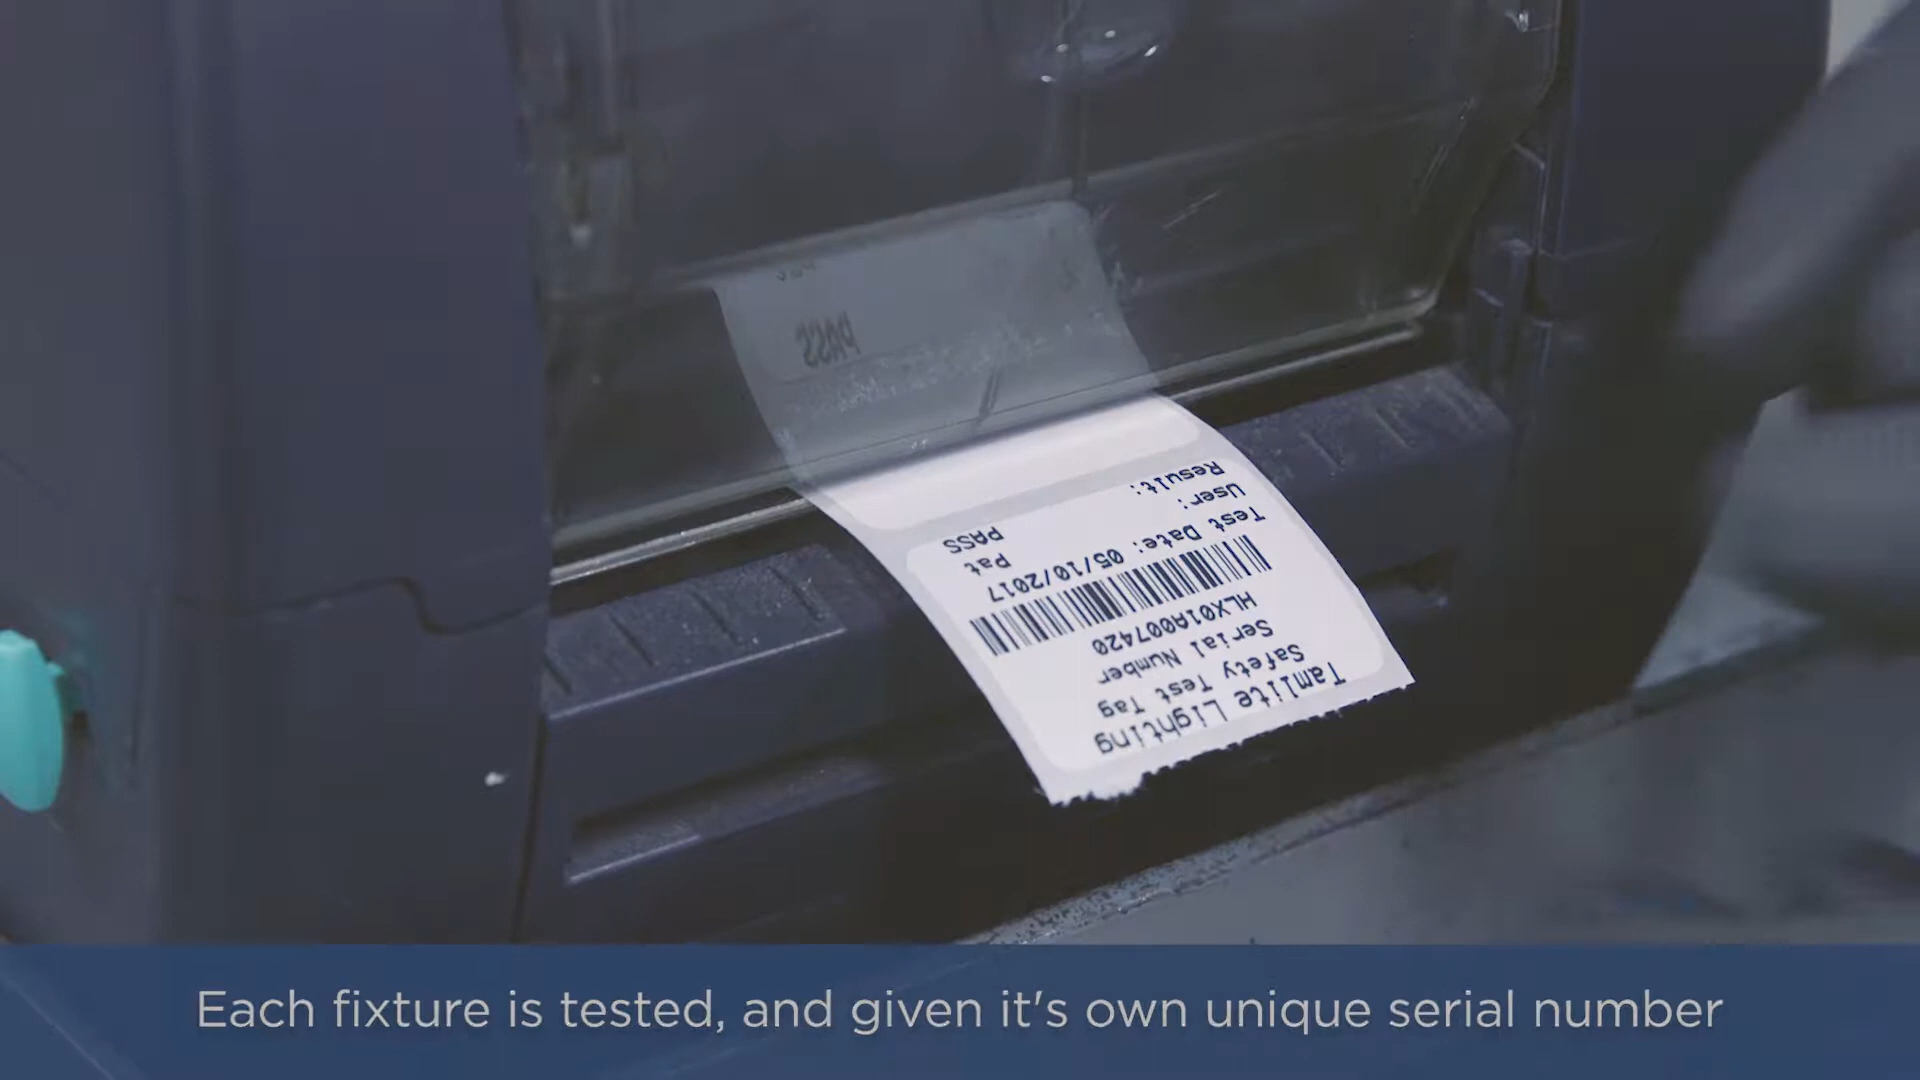 Tamlite Lighting
Safety Test Tag
Serial Number
HLX01A007420
Test Date: 05/10/2017
User: Pat
Result: PASS
PASS
Each fixture is tested, and given it's own unique serial number